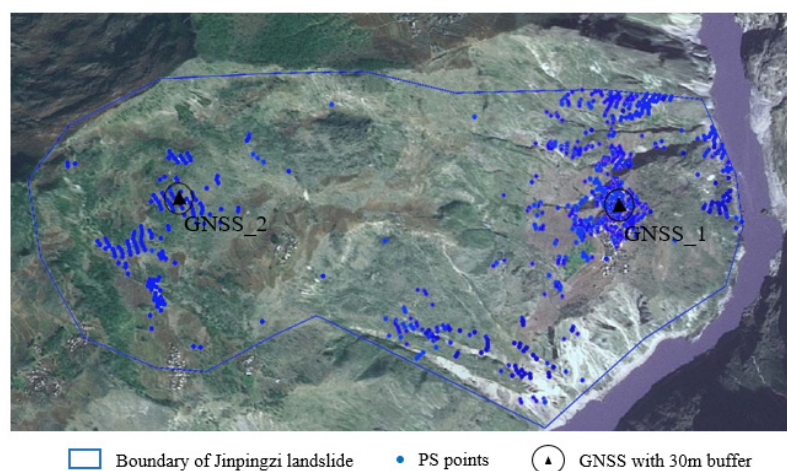 GNSS_2
GNSS_1
Boundary of Jinpingzi landslide
PS points
GNSS with 30m buffer